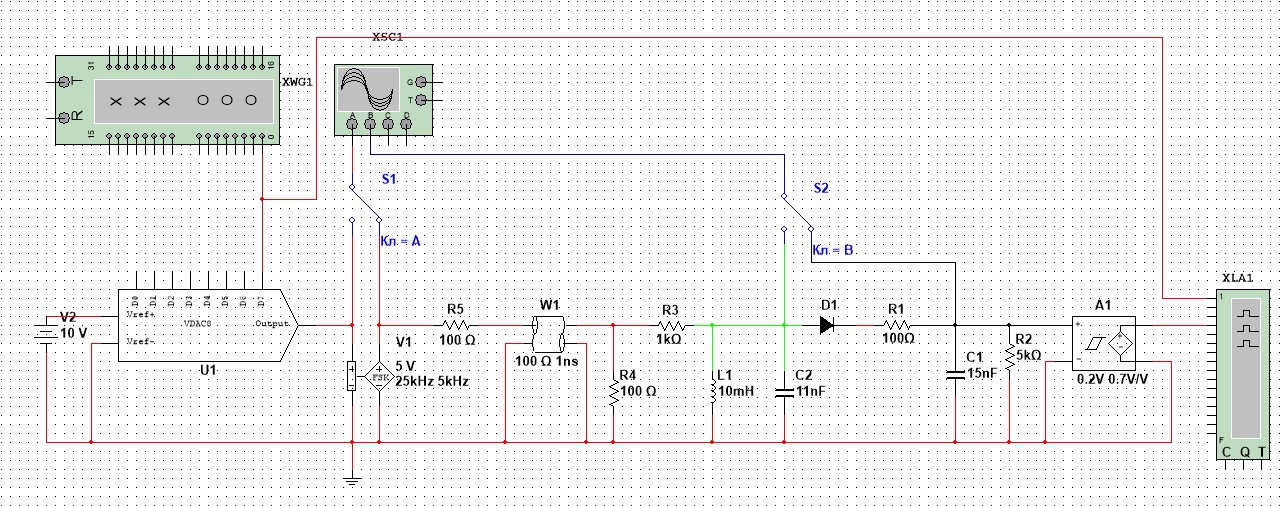 XSC1
31
16
XWG1
T
R
X X X O O O
15
0
G
T
A B C D
S1
Кл = A
S2
Кл = B
XLA1
V2
10 V
D0 D1 D2 D3 D4 D5 D6 D7
Vref+
VDAC8
Output
Vref-
U1
V1
5 V
25kHz 5kHz
FSK
R5
100 Ω
W1
100 Ω 1ns
R4
100 Ω
R3
1kΩ
L1
10mH
C2
11nF
D1
R1
100Ω
C1
15nF
R2
5kΩ
A1
0.2V 0.7V/V
1
F
C Q T